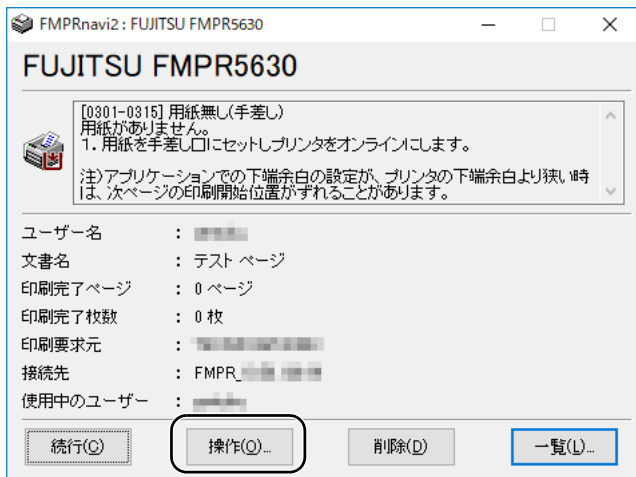 FMPRnavi2 : FUJITSU FMPR5630
FUJITSU FMPR5630
[0301-0315] 用紙無し(手差し)
用紙がありません。
1. 用紙を手差し口にセットしプリンタをオンラインにします。
注)アプリケーションでの下端余白の設定が、プリンタの下端余白より狭い時
は、次ページの印刷開始位置がずれることがあります。
ユーザー名 :
文書名 : テスト ページ
印刷完了ページ : 0 ページ
印刷完了枚数 : 0 枚
印刷要求元 :
接続先 : FMPR_
使用中のユーザー :
続行(C) 操作(O)... 削除(D) 一覧(L)...